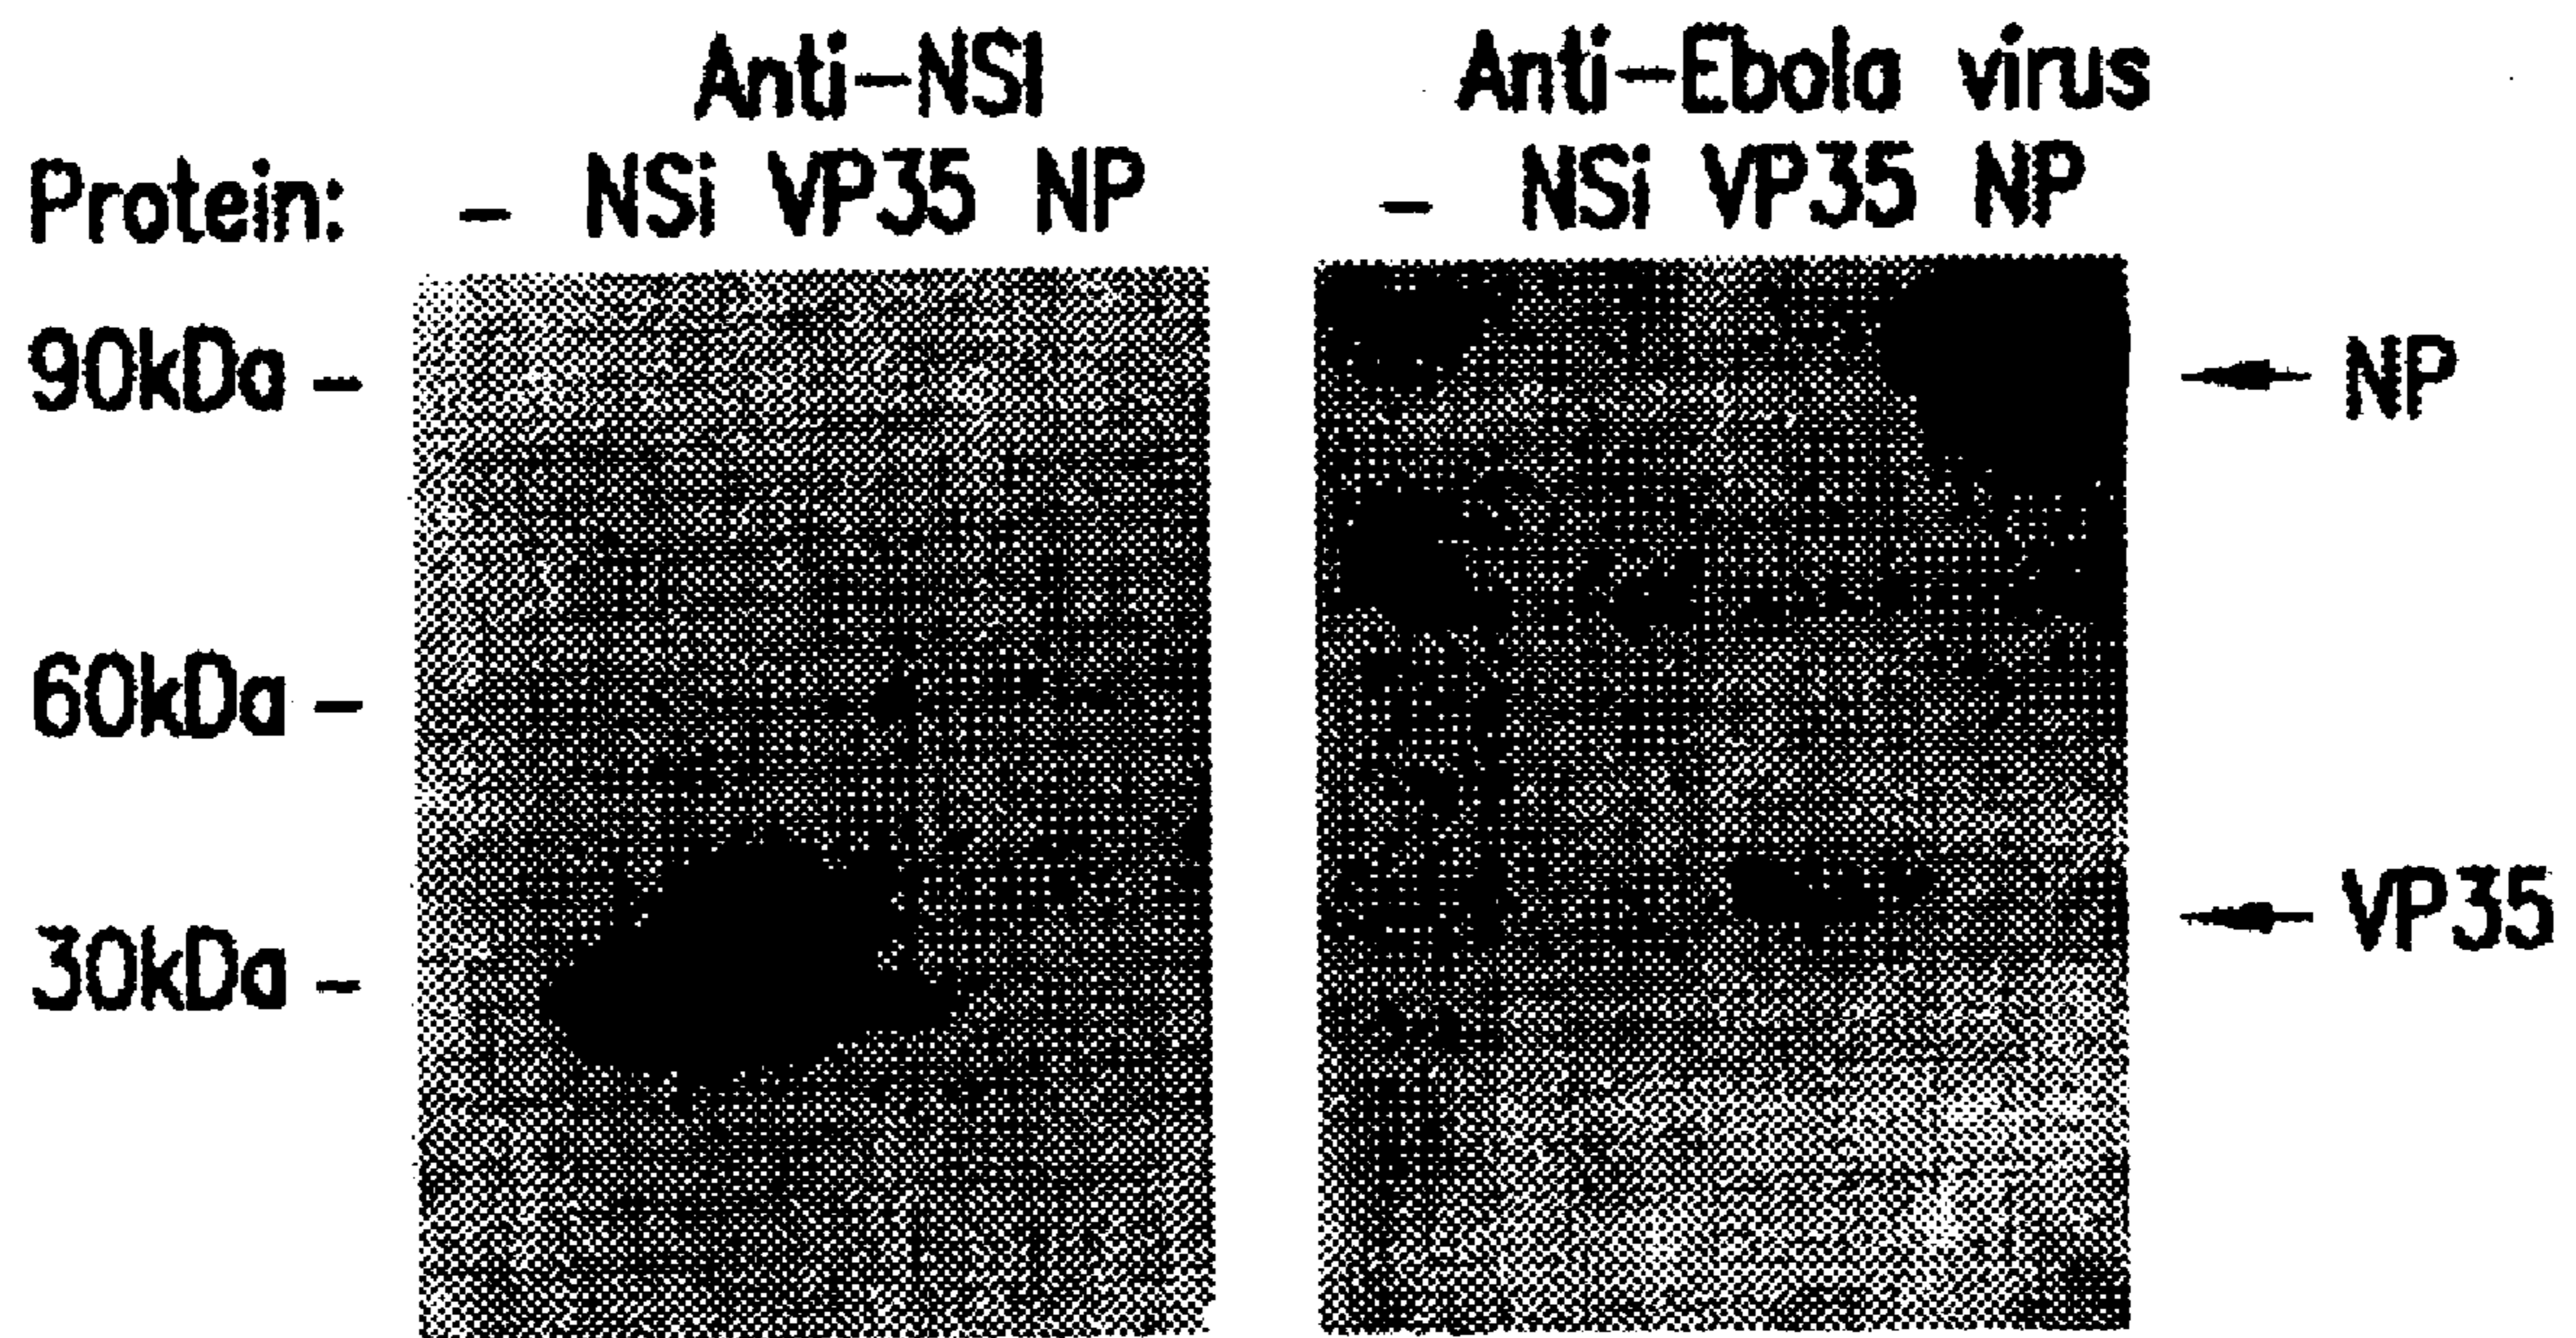 Anti-NSI Anti-Ebola virus
Protein: - NSi VP35 NP - NSi VP35 NP
90kDa - NP
60kDa -
VP35
30kDa -